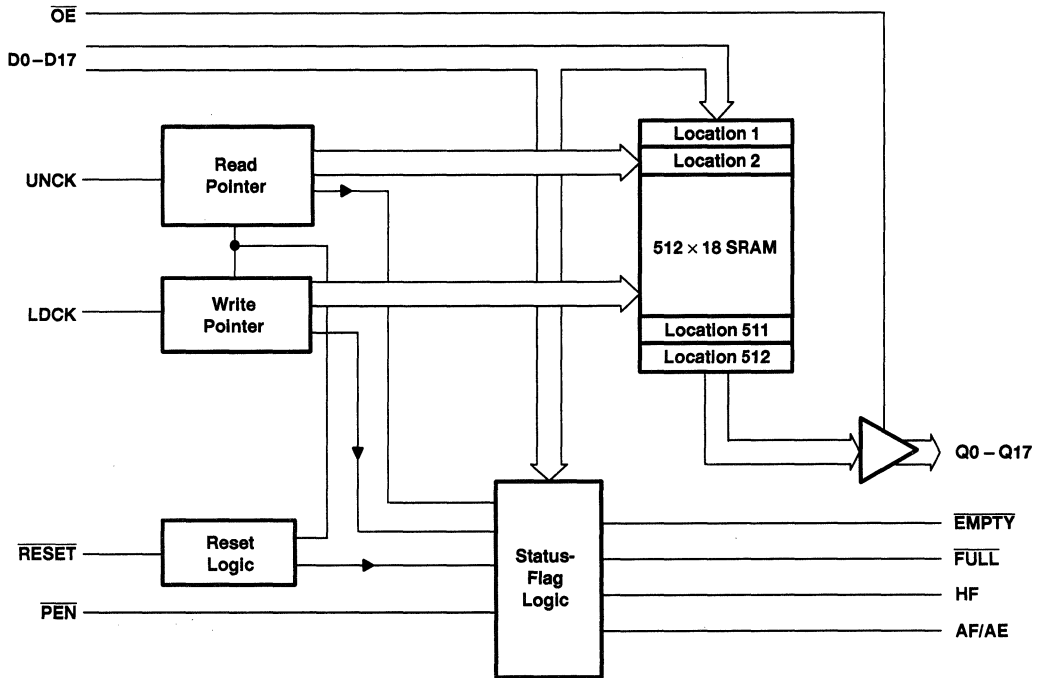 OE
D0–D17
Location 1
Location 2
Read
Pointer
UNCK
512 × 18 SRAM
Write
Pointer
LDCK
Location 511
Location 512
Q0 – Q17
EMPTY
RESET
Reset
Logic
Status-
Flag
Logic
FULL
HF
PEN
AF/AE